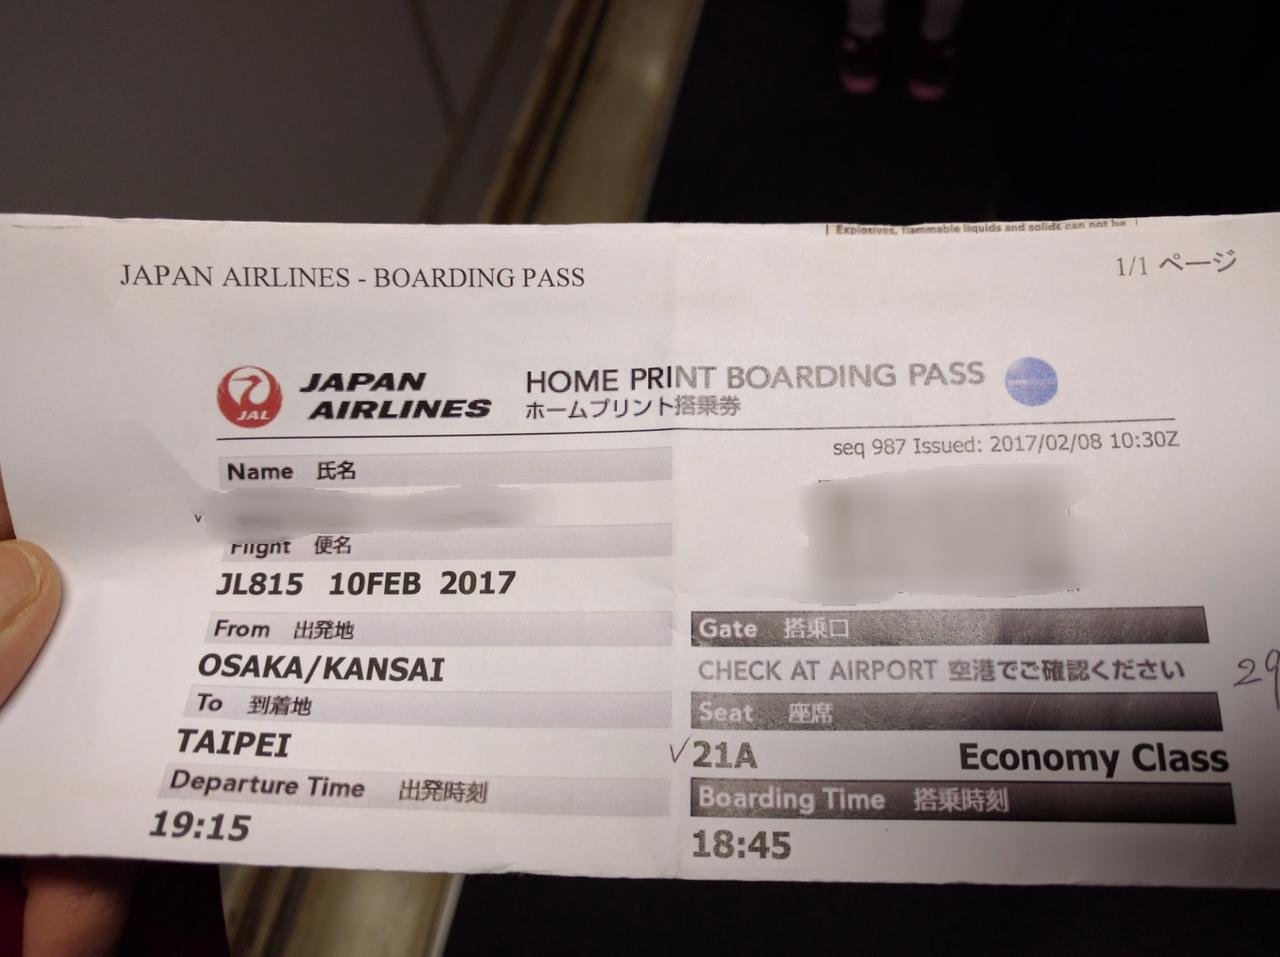 Explosives, flammable liquids and solids can not be
JAPAN AIRLINES - BOARDING PASS
1/1 ページ
JAL
JAPAN
AIRLINES
HOME PRINT BOARDING PASS
ホームプリント搭乗券
oneworld
seq 987 Issued: 2017/02/08 10:30Z
Name 氏名
Flight 便名
JL815 10FEB 2017
From 出発地
OSAKA/KANSAI
To 到着地
TAIPEI
Departure Time 出発時刻
19:15
Gate 搭乗口
CHECK AT AIRPORT 空港でご確認ください
29
Seat 座席
✓21A Economy Class
Boarding Time 搭乗時刻
18:45